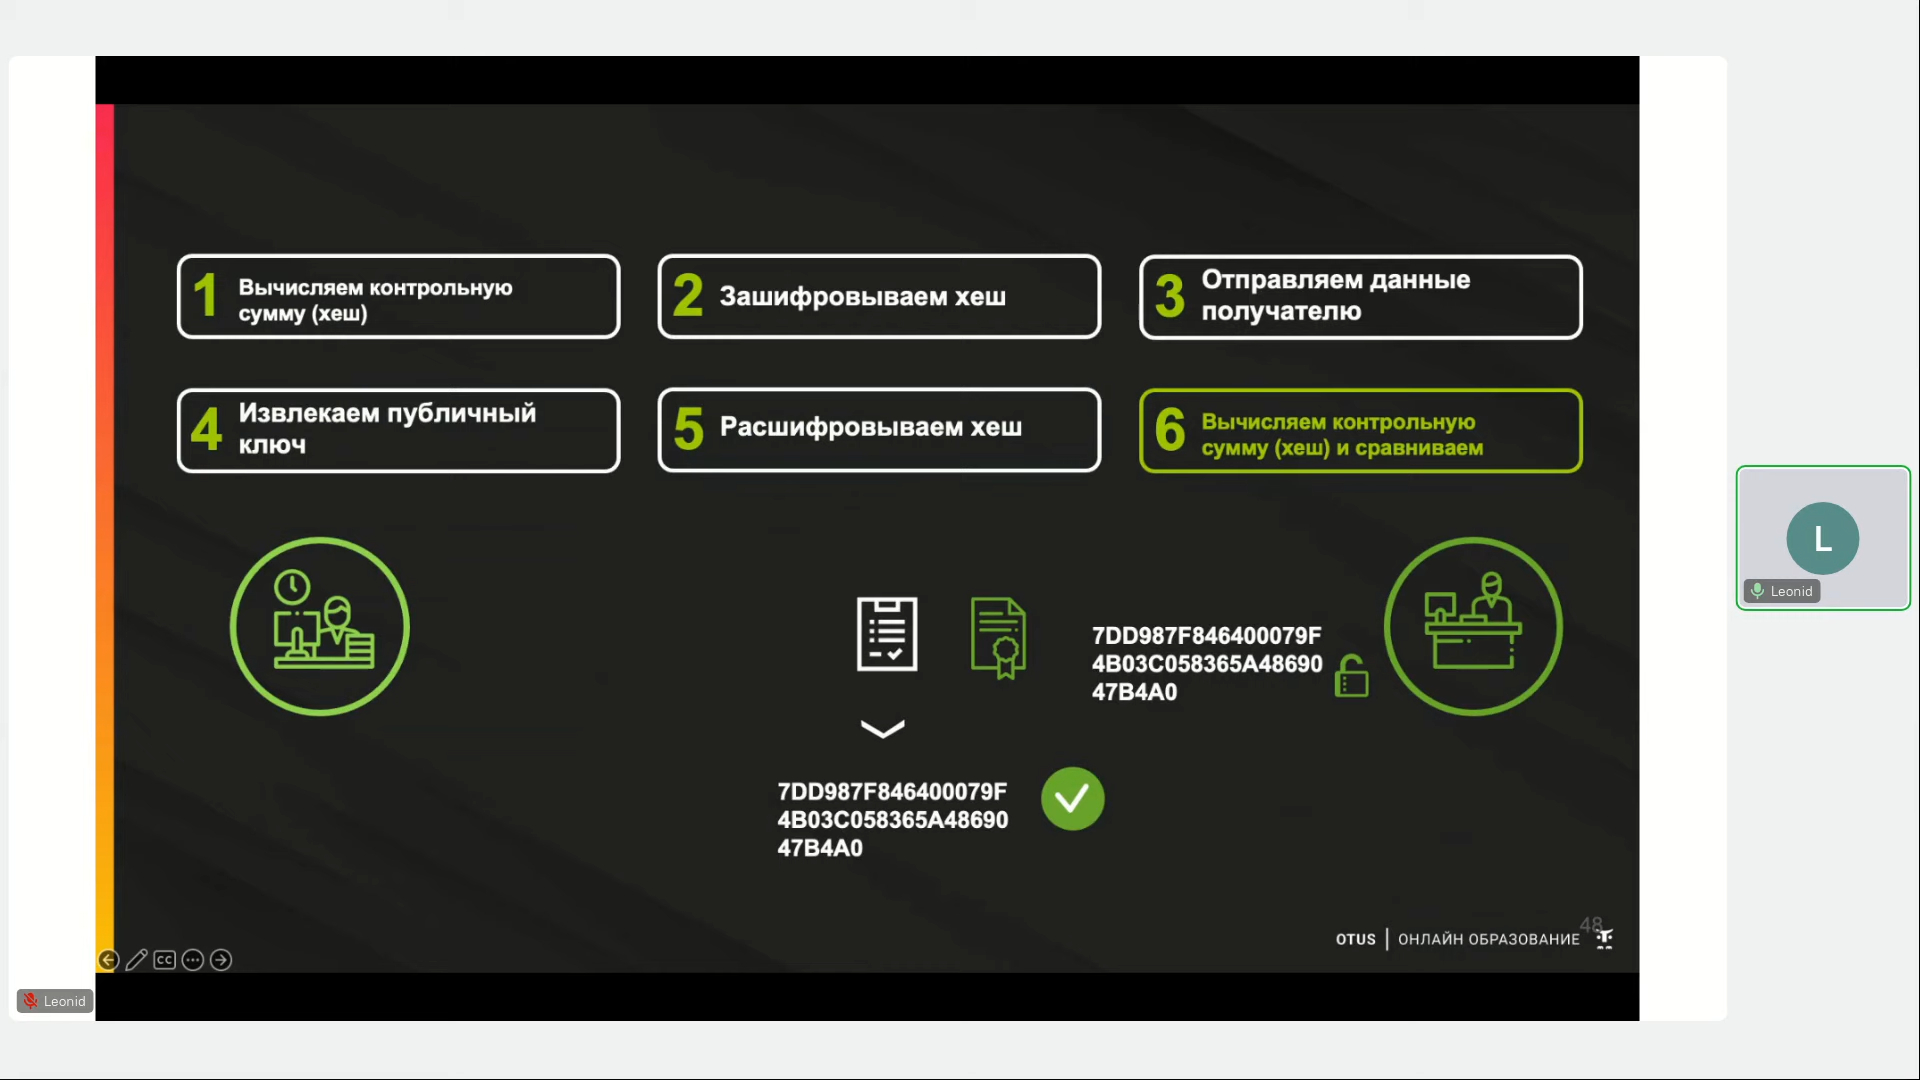 1 Вычисляем контрольную
сумму (хеш)
2 Зашифровываем хеш
3 Отправляем данные
получателю
4 Извлекаем публичный
ключ
5 Расшифровываем хеш
6 Вычисляем контрольную
сумму (хеш) и сравниваем
7DD987F846400079F
4B03C058365A48690
47B4A0
7DD987F846400079F
4B03C058365A48690
47B4A0
L
Leonid
48
OTUS | ОНЛАЙН ОБРАЗОВАНИЕ
CC
Leonid